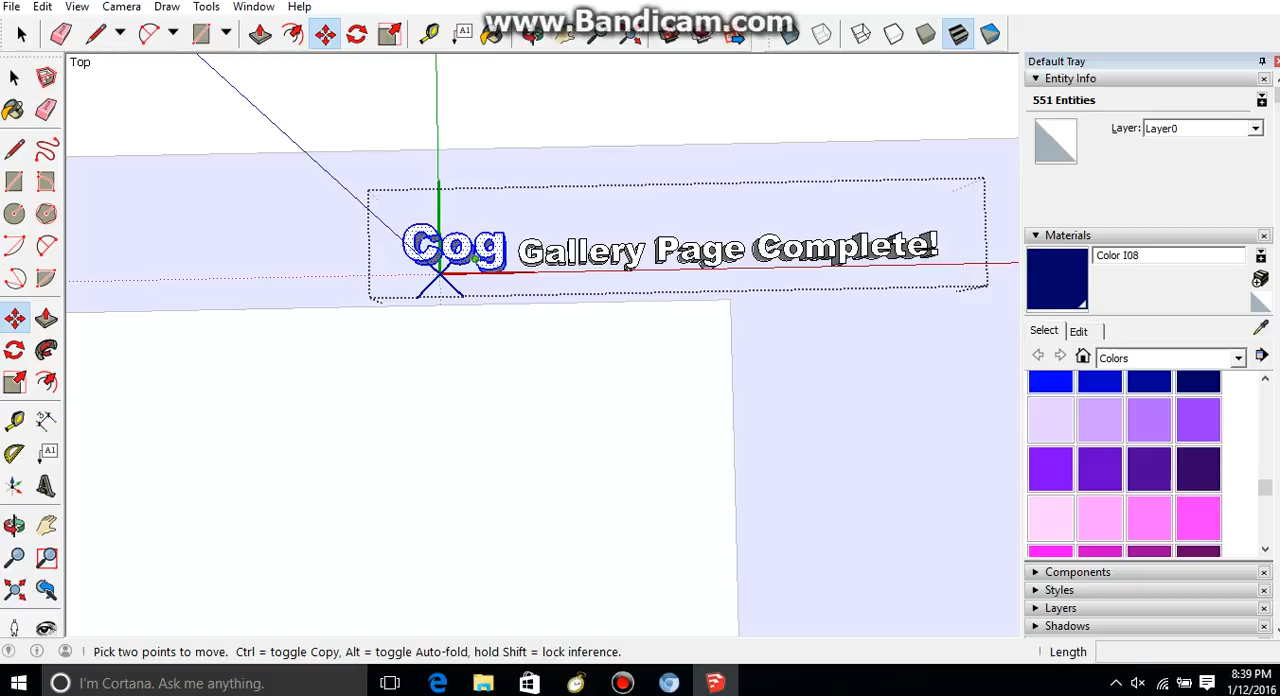 www.Bandicam.com
File Edit View Camera Draw Tools Window Help
A1
Top
Default Tray
Entity Info
551 Entities
Layer: Layer0
Cog Gallery Page Complete!
Materials
Color I08
Select Edit
Colors
A1
Components
Styles
Layers
Shadows
Pick two points to move. Ctrl = toggle Copy, Alt = toggle Auto-fold, hold Shift = lock inference.
Length
I'm Cortana. Ask me anything.
8:39 PM
1/12/2016